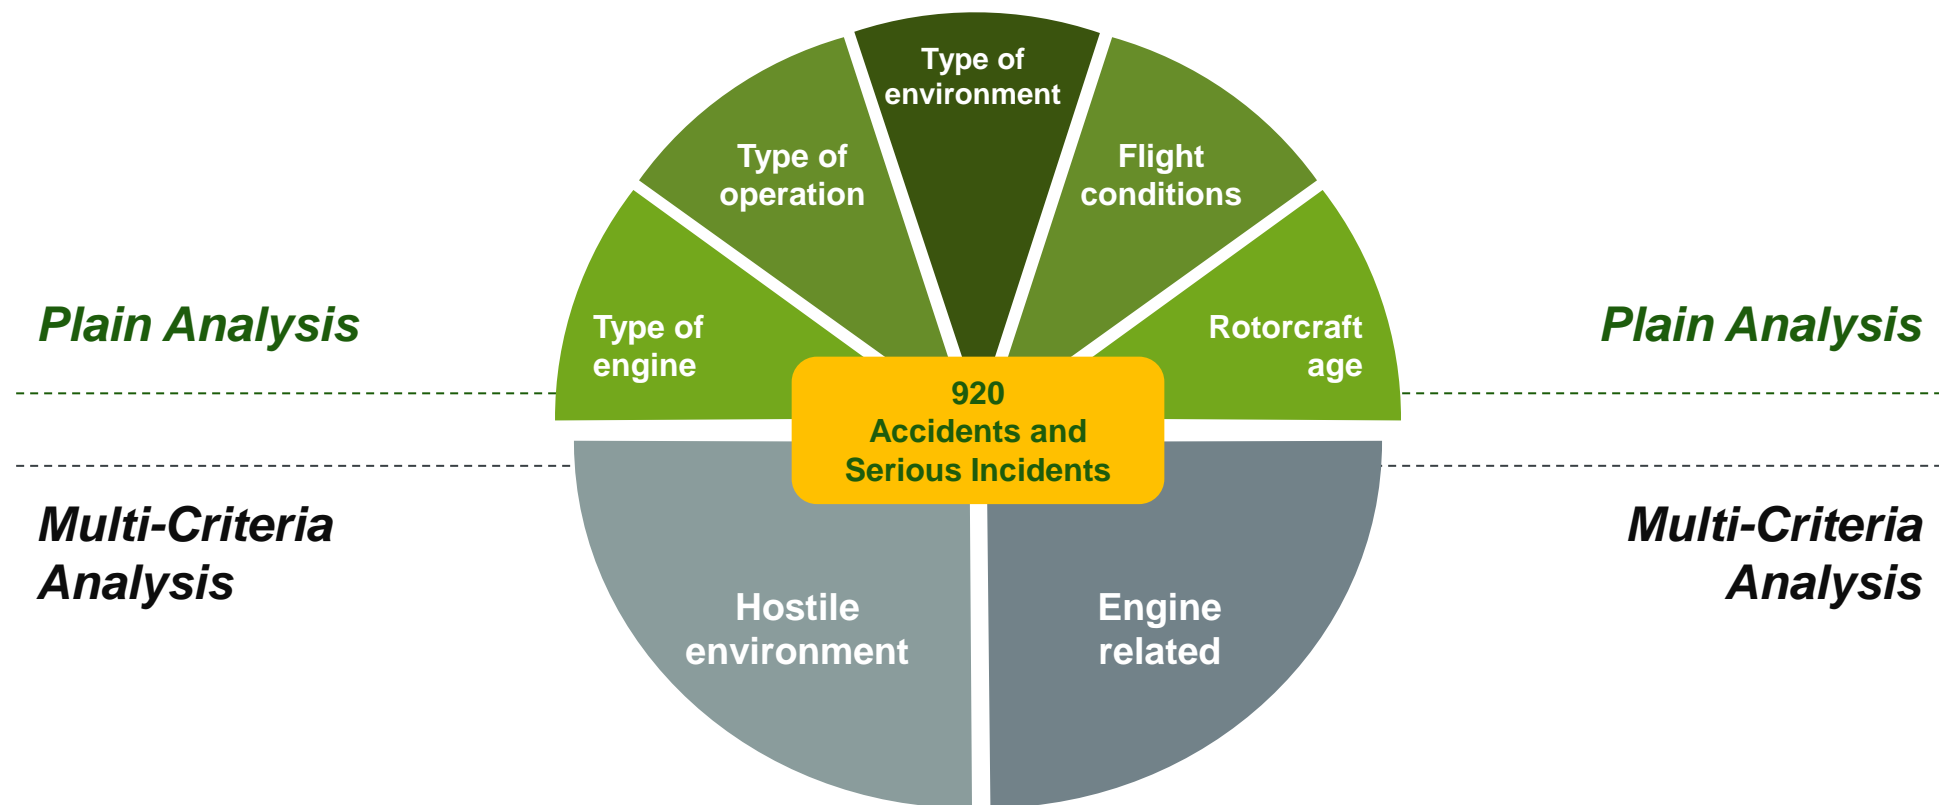 Type of
environment
Type of
operation
Flight
conditions
Plain Analysis
Type of
engine
Rotorcraft
age
Plain Analysis
920
Accidents and
Serious Incidents
Multi-Criteria
Analysis
Hostile
environment
Engine
related
Multi-Criteria
Analysis